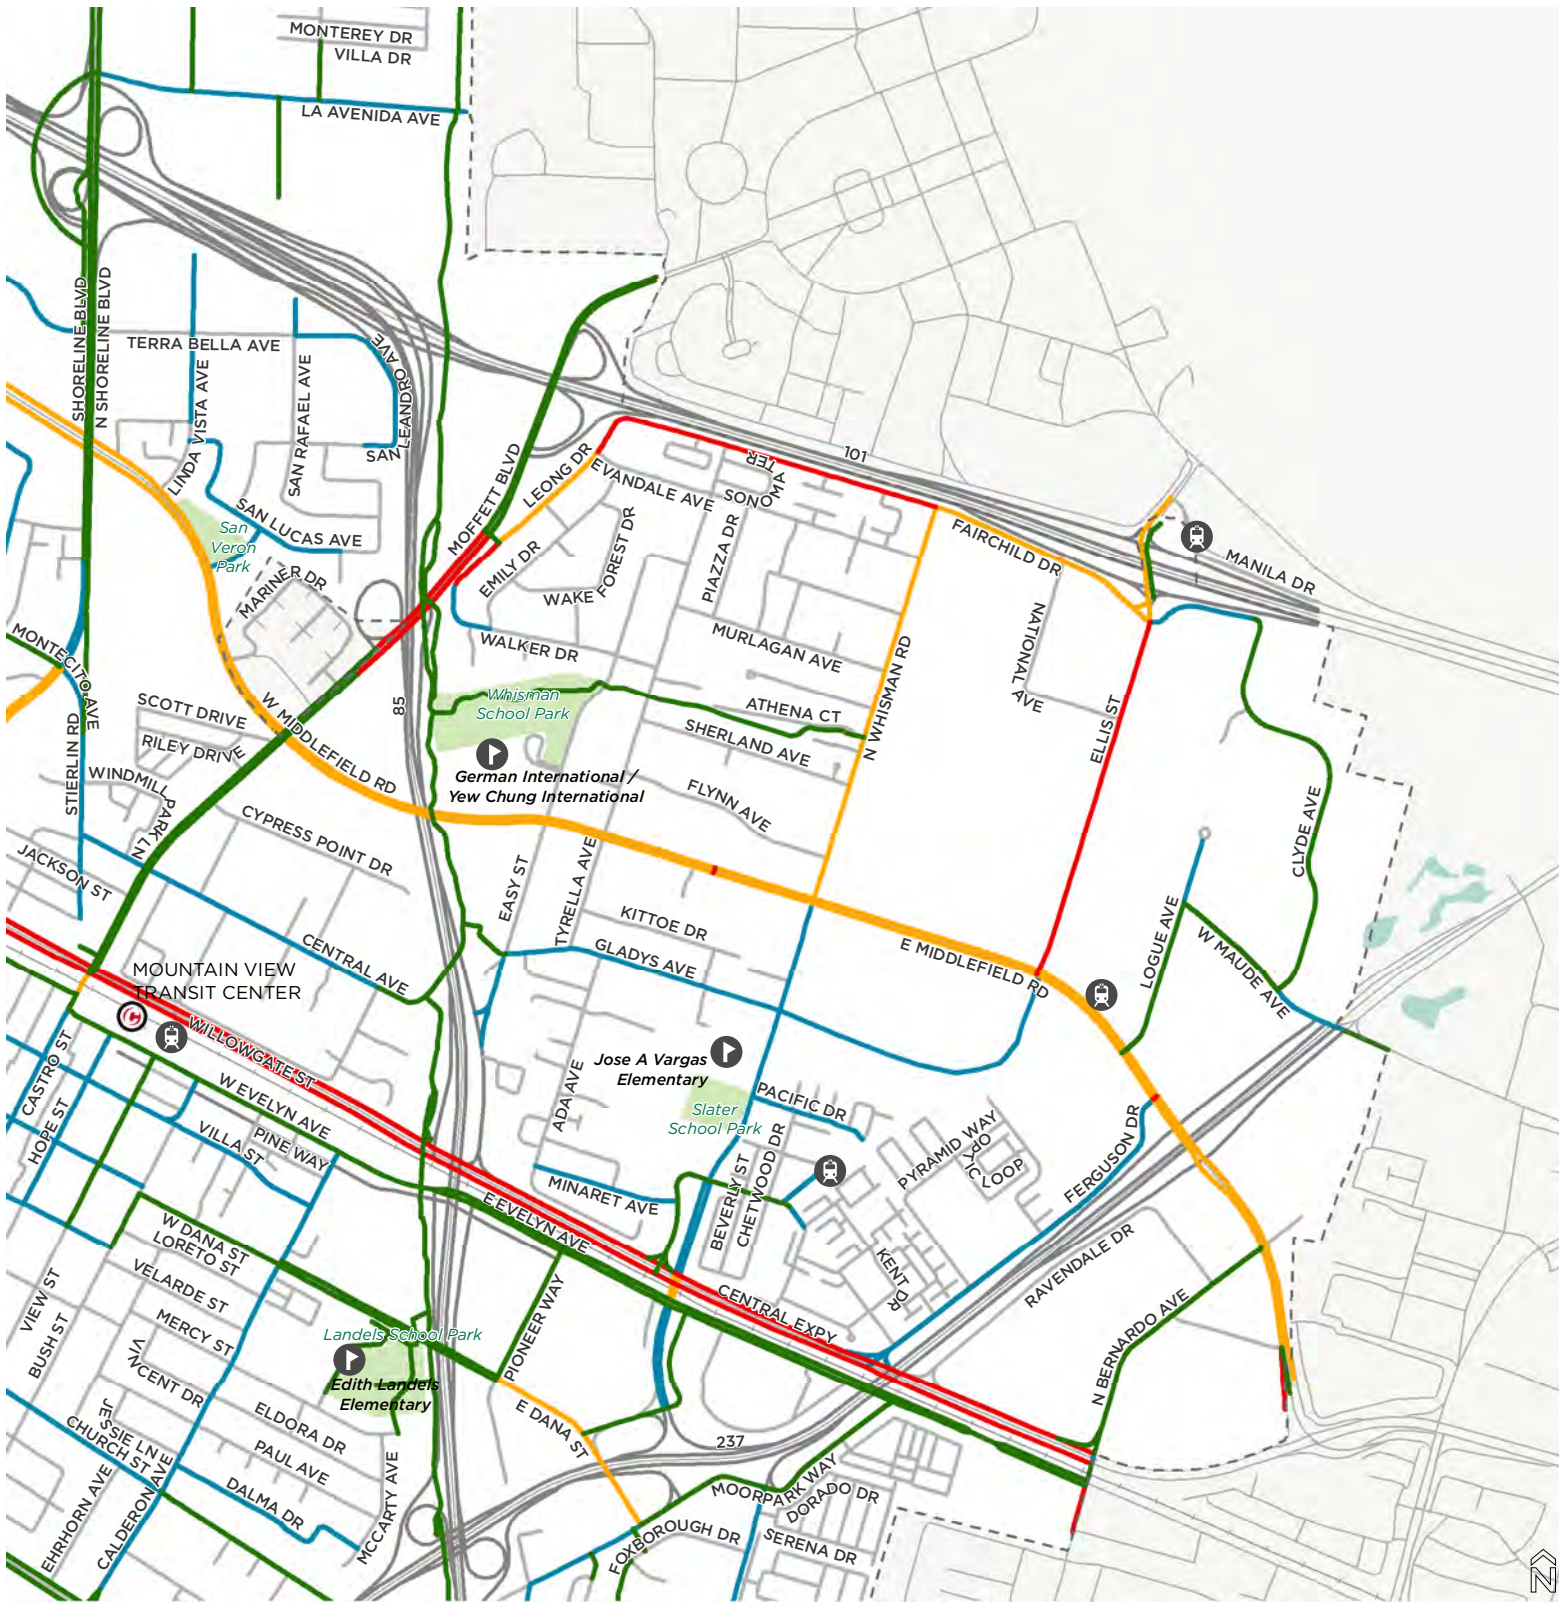 MONTEREY DR
VILLA DR
LA AVENIDA AVE
SHORELINE BLVD
N SHORELINE BLVD
TERRA BELLA AVE
LINDA VISTA AVE
SAN RAFAEL AVE
SAN LEANDRO AVE
SAN LUCAS AVE
San
Veron
Park
MARINER DR
MOFFETT BLVD
LEONG DR
EVANDALE AVE
EMILY DR
WAKE FOREST DR
WALKER DR
PIAZZA DR
SONOMA
TER
101
FAIRCHILD DR
MANILA DR
MURLAGAN AVE
NATIONAL AVE
N WHISMAN RD
ATHENA CT
SHERLAND AVE
FLYNN AVE
ELLIS ST
CLYDE AVE
MONTECITO AVE
STIERLIN RD
SCOTT DRIVE
RILEY DRIVE
WINDMILL PARK LN
W MIDDLEFIELD RD
85
Whisman
School Park
German International /
Yew Chung International
CYPRESS POINT DR
JACKSON ST
EASY ST
TYRELLA AVE
KITTOE DR
GLADYS AVE
E MIDDLEFIELD RD
LOGUE AVE
W MAUDE AVE
CENTRAL AVE
MOUNTAIN VIEW
TRANSIT CENTER
WILLOWGATE ST
CASTRO ST
HOPE ST
W EVELYN AVE
VILLA ST
PINE WAY
Jose A Vargas
Elementary
Slater
School Park
ADA AVE
PACIFIC DR
PYRAMID WAY
OPTIC LOOP
FERGUSON DR
MINARET AVE
BEVERLY ST
CHETWOOD DR
KENT DR
RAVENDALE DR
E EVELYN AVE
CENTRAL EXPY
N BERNARDO AVE
W DANA ST
LORETO ST
VELARDE ST
MERCY ST
VIEW ST
BUSH ST
VINCENT DR
Landels School Park
Edith Landels
Elementary
PIONEER WAY
E DANA ST
237
JESSIE LN
CHURCH ST
ELDORA DR
PAUL AVE
DALMA DR
EHRHORN AVE
CALDERON AVE
MCCARTY AVE
MOORPARK WAY
DORADO DR
FOXBOROUGH DR
SERENA DR
N